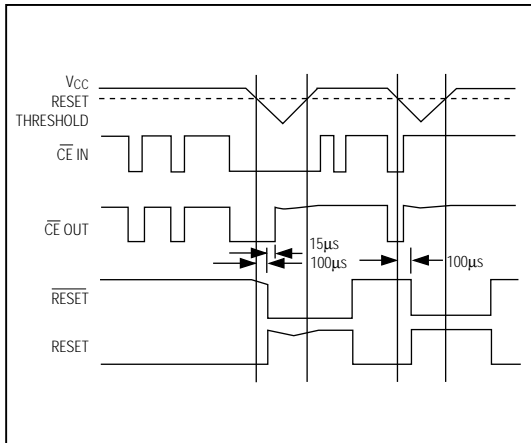 VCC
RESET
THRESHOLD
CE IN
CE OUT
15μs
100μs
100μs
RESET
RESET